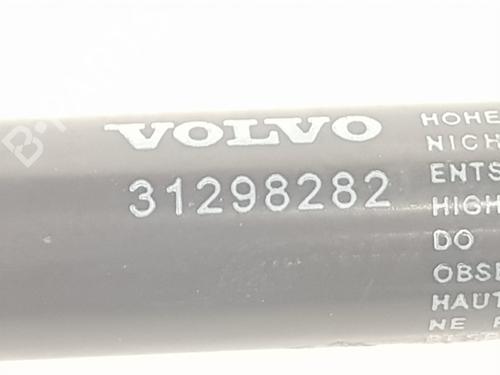 VOLVO
31298282
HOHE
NICH
ENTS
HIGH
DO
OBSE
HAUT
NE